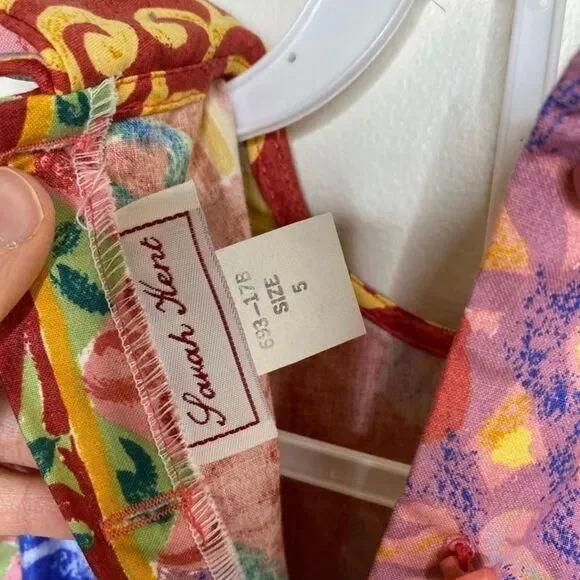 Sarah Kent
693-17B
SIZE
5